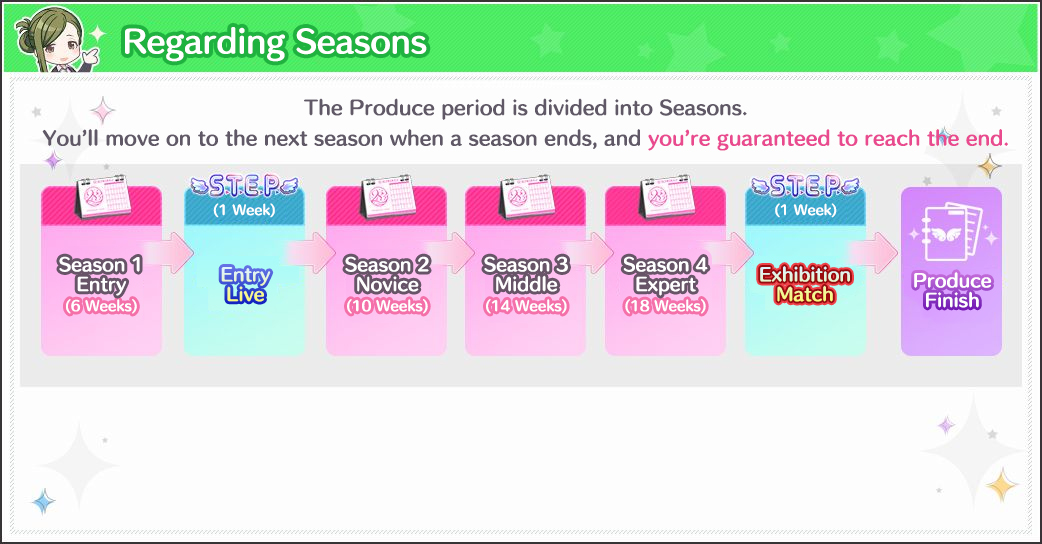 Regarding Seasons
The Produce period is divided into Seasons.
You'll move on to the next season when a season ends, and you're guaranteed to reach the end.
Season 1
Entry
(6 Weeks)
S.T.E.P.
(1 Week)
Entry
Live
Season 2
Novice
(10 Weeks)
Season 3
Middle
(14 Weeks)
Season 4
Expert
(18 Weeks)
S.T.E.P.
(1 Week)
Exhibition
Match
Produce
Finish